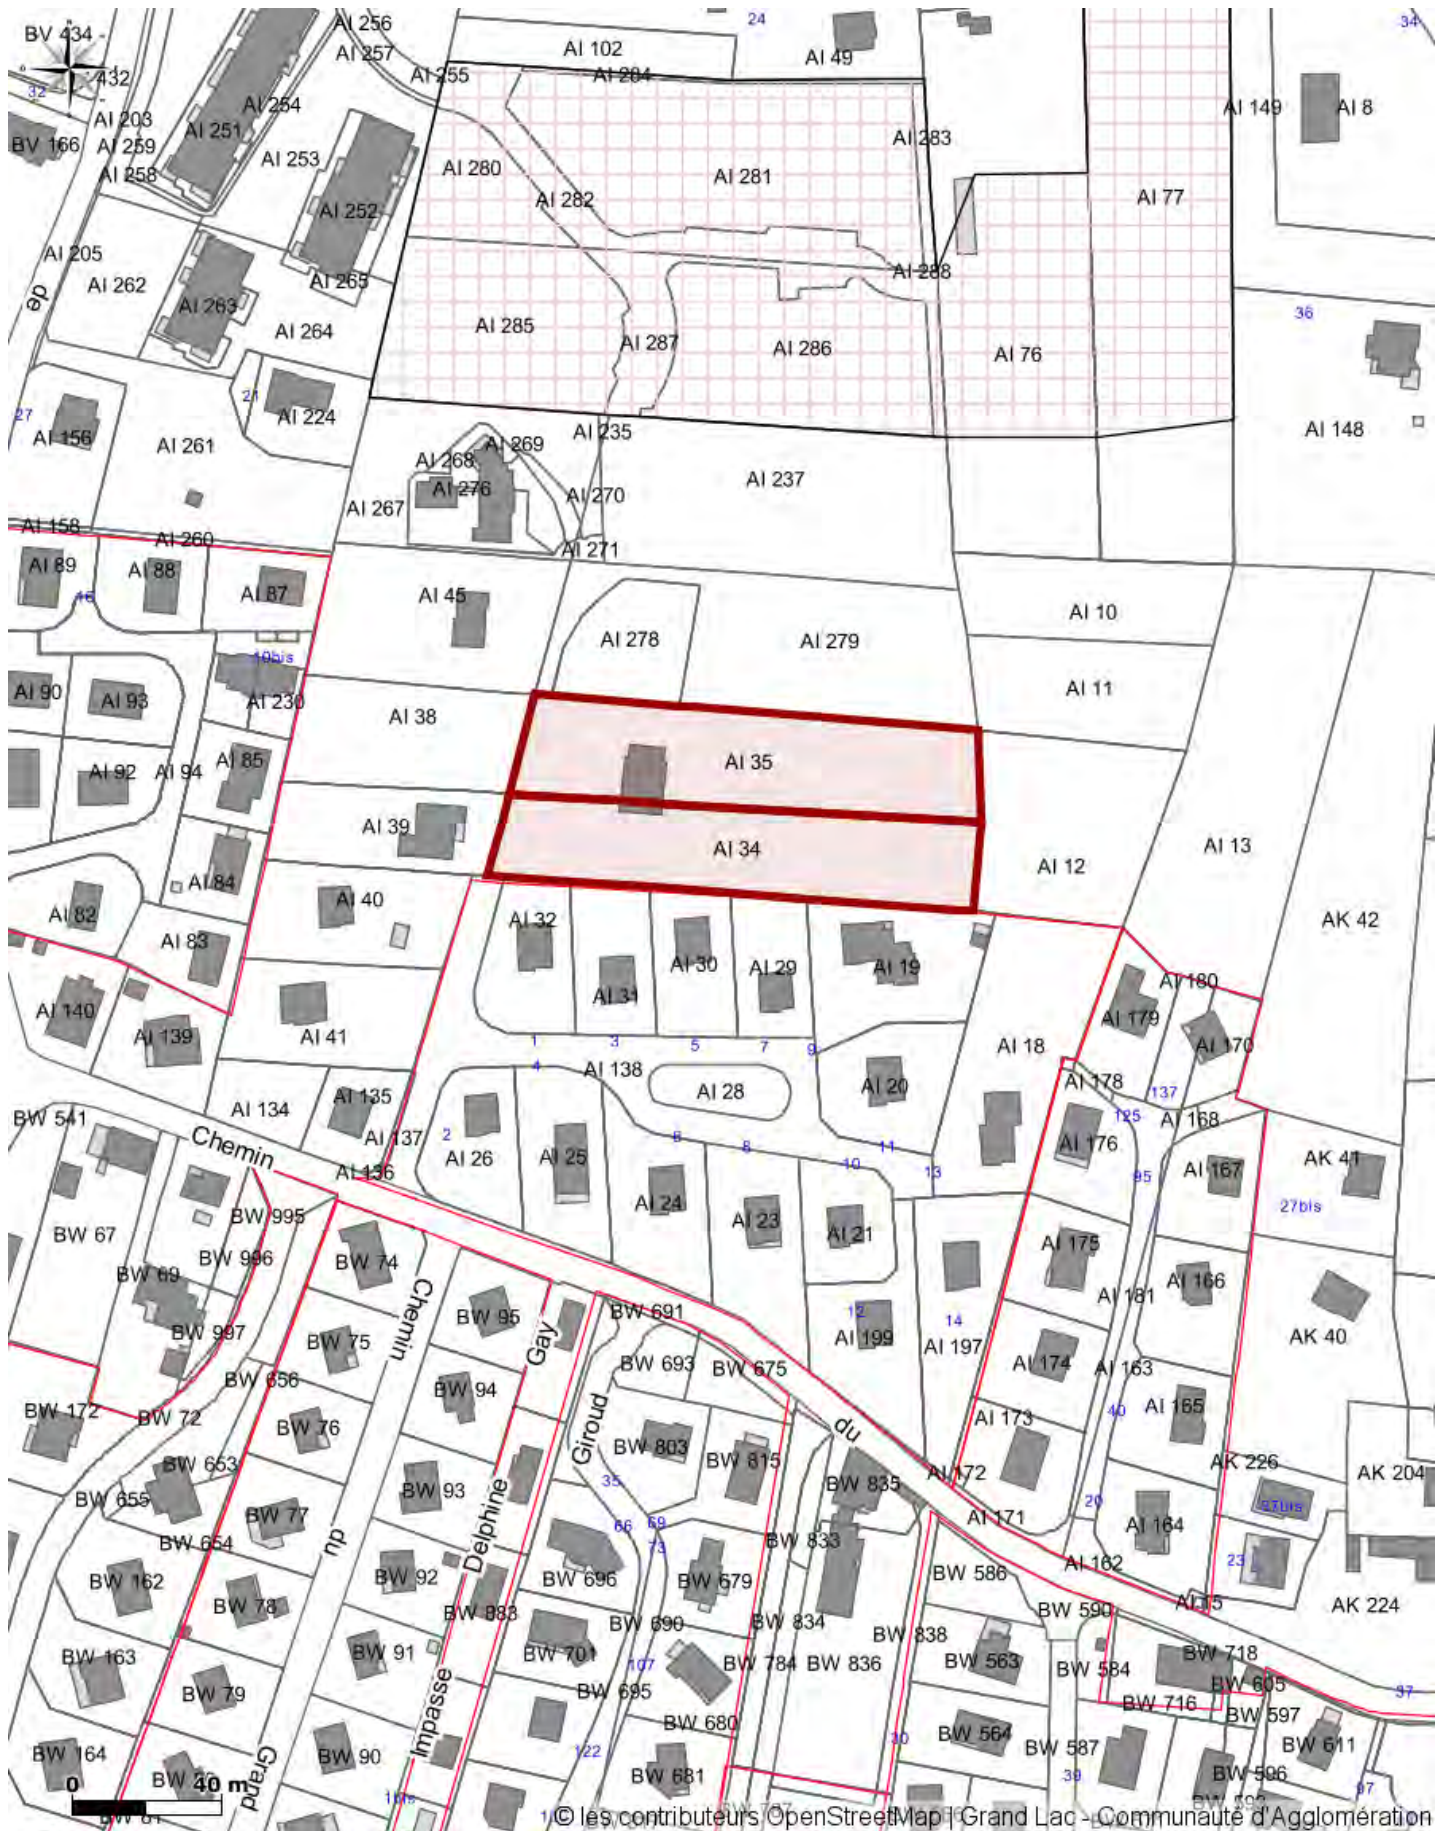 BV 434
AI 256
24
34
AI 257
AI 102
AI 49
AI 255
AI 284
432
32
AI 254
AI 149
AI 8
AI 203
AI 251
BV 166
AI 259
AI 253
AI 283
AI 258
AI 280
AI 281
AI 282
AI 77
AI 252
AI 205
AI 262
AI 265
AI 288
de
AI 263
AI 264
AI 285
AI 287
AI 286
AI 76
36
21
27
AI 224
AI 156
AI 261
AI 235
AI 148
AI 269
AI 268
AI 276
AI 237
AI 267
AI 270
AI 158
AI 260
AI 271
AI 89
AI 88
AI 87
AI 45
16
AI 10
AI 278
AI 279
10bis
AI 90
AI 93
AI 230
AI 38
AI 11
AI 85
AI 35
AI 92
AI 94
AI 39
AI 34
AI 13
AI 12
AI 84
AI 40
AI 82
AI 32
AK 42
AI 83
AI 30
AI 29
AI 19
AI 31
AI 180
AI 140
AI 139
AI 41
AI 179
AI 170
1
3
5
7
9
AI 18
4
AI 138
AI 178
AI 28
AI 20
137
AI 135
AI 134
BW 541
125
AI 168
Chemin
AI 137
2
6
8
11
AI 176
AI 26
AI 25
10
13
AK 41
AI 136
95
AI 167
AI 24
27bis
BW 995
AI 23
AI 21
BW 67
AI 175
BW 996
BW 74
BW 69
AI 166
AI 181
Chemin
BW 95
BW 691
12
14
BW 997
BW 75
Gay
AI 199
AI 197
AK 40
BW 693
BW 675
AI 174
AI 163
BW 656
BW 94
BW 172
BW 72
BW 76
Giroud
du
AI 173
40
AI 165
BW 803
BW 815
BW 653
AK 226
AI 172
AK 204
BW 835
35
BW 93
BW 655
BW 77
Delphine
AI 171
20
27bis
66
69
AI 164
BW 654
du
73
BW 833
23
AI 162
BW 92
BW 696
BW 679
BW 586
BW 162
BW 78
BW 883
AI 15
AK 224
BW 590
BW 690
BW 834
BW 838
BW 91
BW 701
BW 718
BW 163
107
BW 784
BW 836
BW 563
BW 584
BW 605
Impasse
BW 79
BW 695
BW 716
37
BW 597
BW 680
BW 564
30
BW 611
BW 164
BW 90
122
BW 587
BW 681
39
BW 596
0
40 m
Grand
1bis
97
BW 81
© les contributeurs OpenStreetMap | Grand Lac - Communauté d'Agglomération